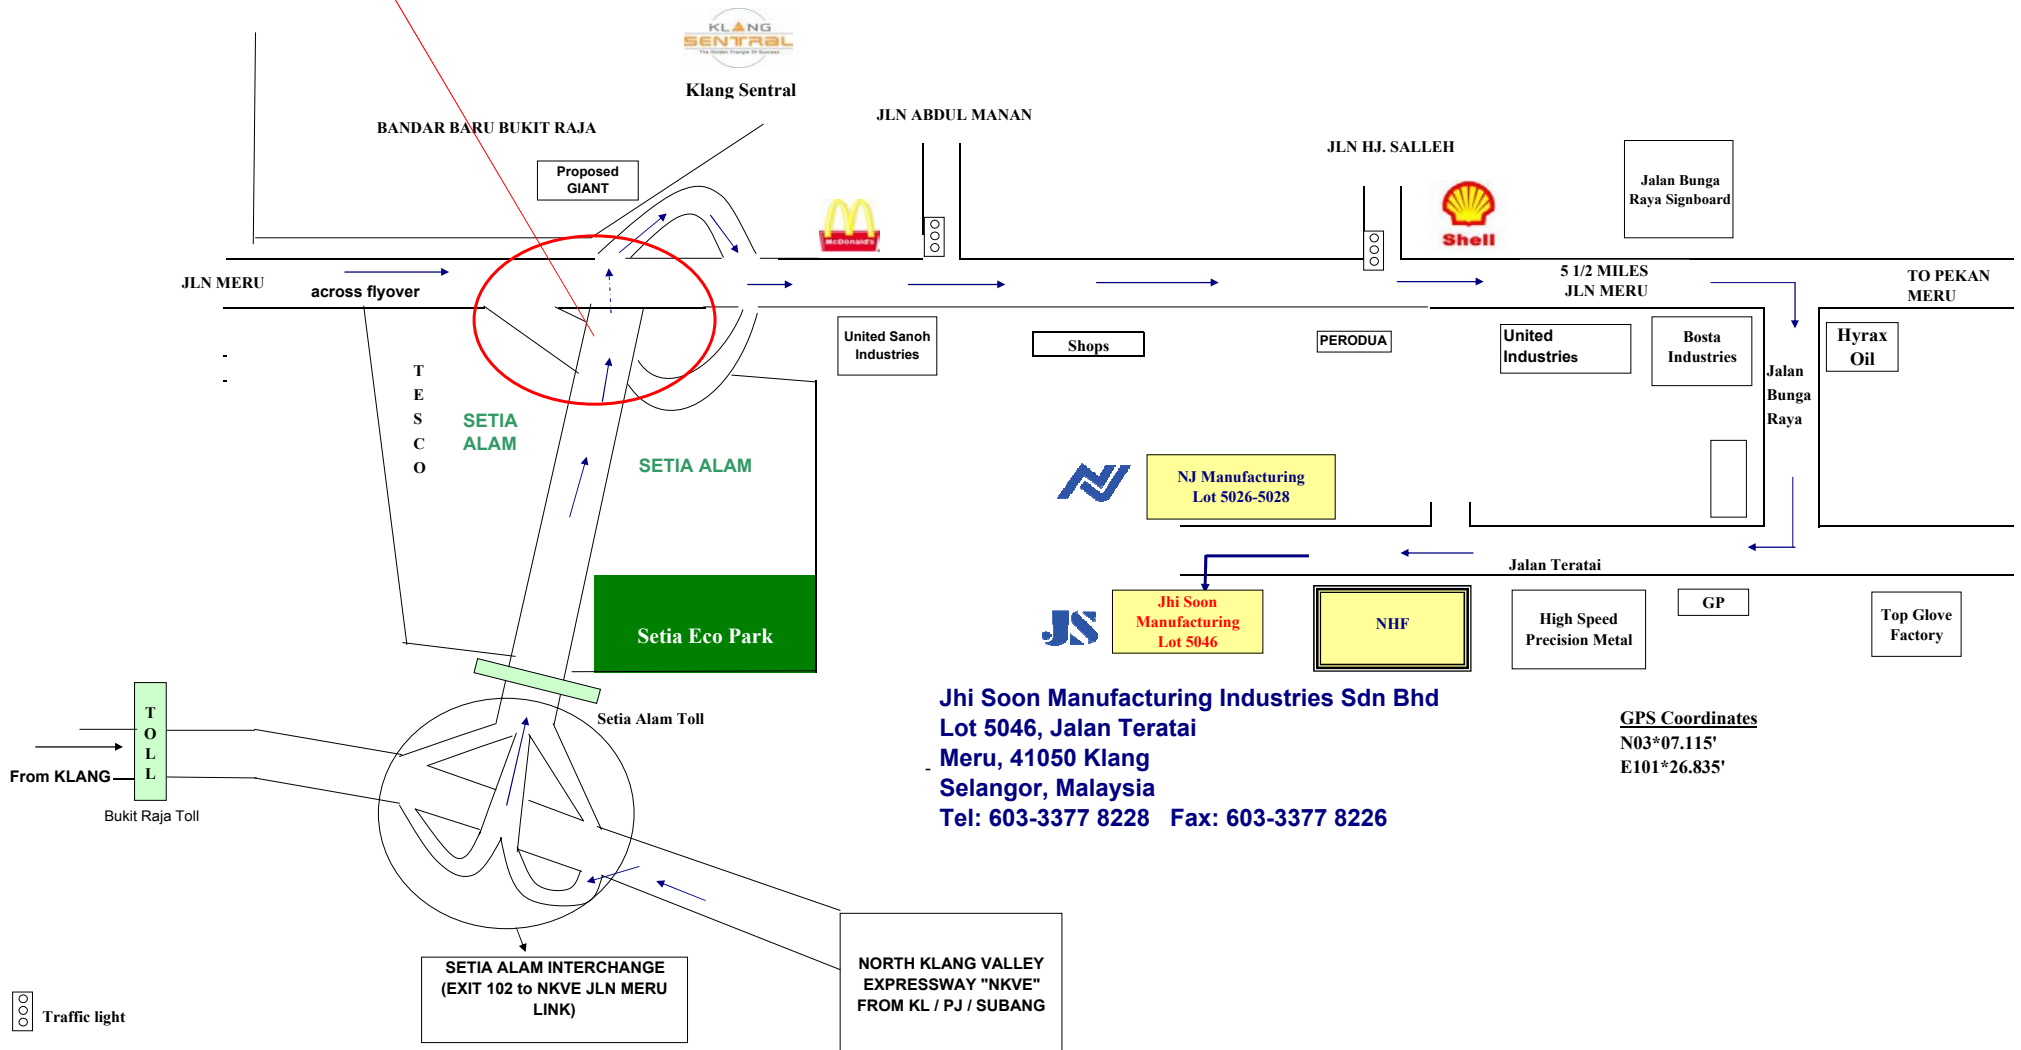 KLANG
SENTRAL
The Golden Triangle Of Success
Klang Sentral
JLN ABDUL MANAN
BANDAR BARU BUKIT RAJA
JLN HJ. SALLEH
Proposed
GIANT
Jalan Bunga
Raya Signboard
McDonald's
Shell
JLN MERU
across flyover
5 1/2 MILES
JLN MERU
TO PEKAN
MERU
United Sanoh
Industries
Shops
PERODUA
United
Industries
Bosta
Industries
Hyrax
Oil
Jalan
Bunga
Raya
T
E
S
C
O
SETIA
ALAM
SETIA ALAM
NJ Manufacturing
Lot 5026-5028
Jalan Teratai
JS
Jhi Soon
Manufacturing
Lot 5046
NHF
High Speed
Precision Metal
GP
Top Glove
Factory
Setia Eco Park
Setia Alam Toll
T
O
L
L
From KLANG
Bukit Raja Toll
Jhi Soon Manufacturing Industries Sdn Bhd
Lot 5046, Jalan Teratai
Meru, 41050 Klang
Selangor, Malaysia
Tel: 603-3377 8228 Fax: 603-3377 8226
GPS Coordinates
N03*07.115'
E101*26.835'
SETIA ALAM INTERCHANGE
(EXIT 102 to NKVE JLN MERU
LINK)
NORTH KLANG VALLEY
EXPRESSWAY "NKVE"
FROM KL / PJ / SUBANG
Traffic light